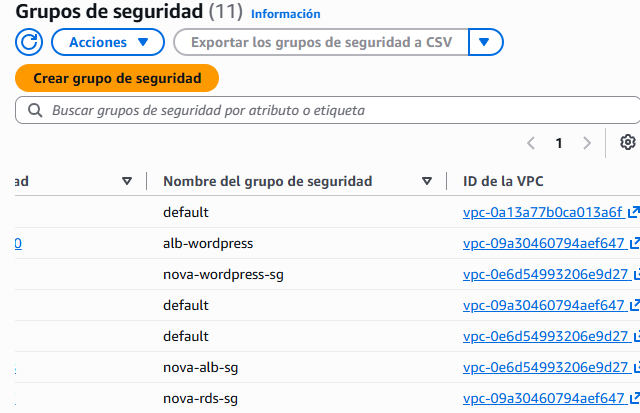 Grupos de seguridad (11) Información
Acciones Exportar los grupos de seguridad a CSV
Crear grupo de seguridad
Buscar grupos de seguridad por atributo o etiqueta
1
ad Nombre del grupo de seguridad ID de la VPC
default vpc-0a13a77b0ca013a6f
0 alb-wordpress vpc-09a30460794aef647
nova-wordpress-sg vpc-0e6d54993206e9d27
default vpc-09a30460794aef647
default vpc-0e6d54993206e9d27
nova-alb-sg vpc-0e6d54993206e9d27
nova-rds-sg vpc-09a30460794aef647